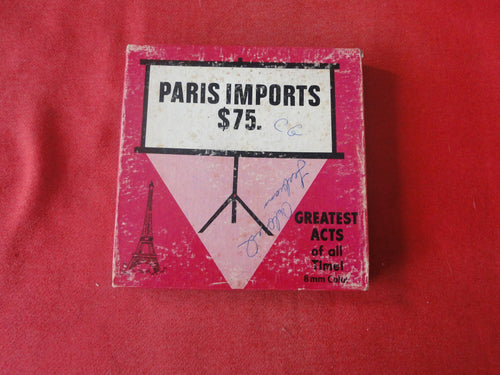 PARIS IMPORTS
$75.
GREATEST
ACTS
of all
Time!
8mm Color